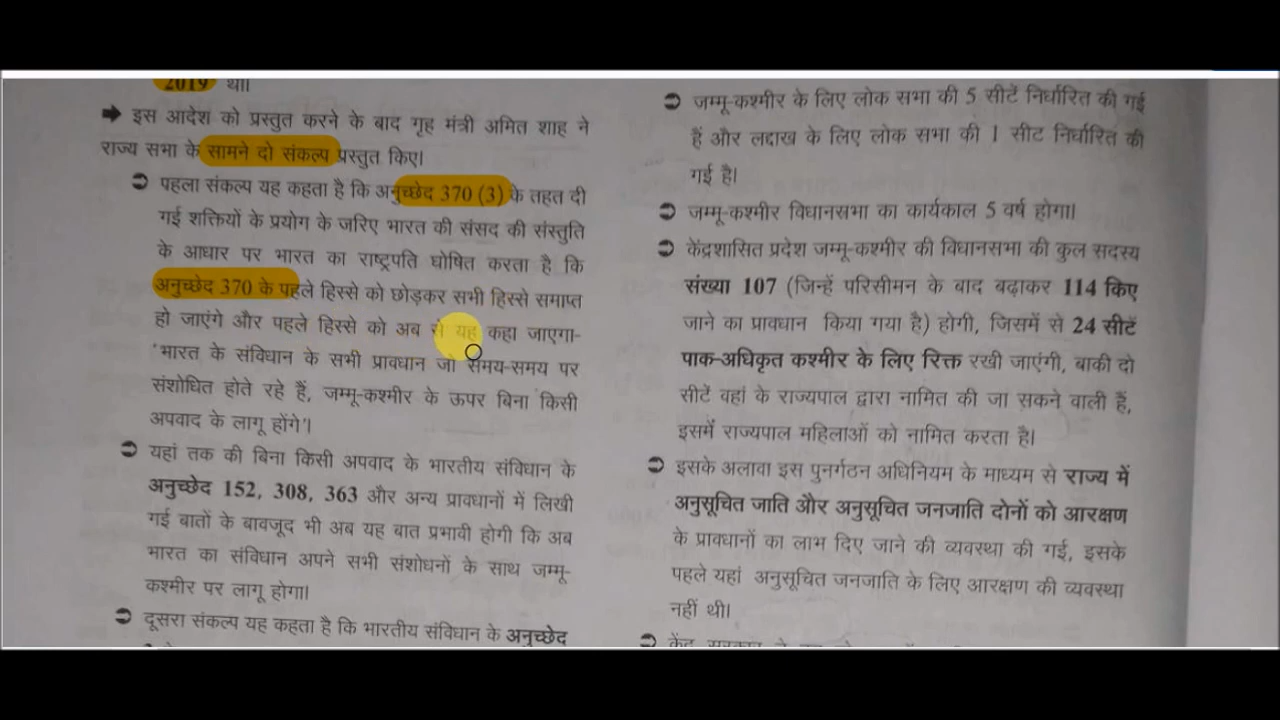 2019 था।
➡ इस आदेश को प्रस्तुत करने के बाद गृह मंत्री अमित शाह ने
राज्य सभा के सामने दो संकल्प प्रस्तुत किए।
➲ पहला संकल्प यह कहता है कि अनुच्छेद 370 (3) के तहत दी
गई शक्तियों के प्रयोग के जरिए भारत की संसद की संस्तुति
के आधार पर भारत का राष्ट्रपति घोषित करता है कि
अनुच्छेद 370 के पहले हिस्से को छोड़कर सभी हिस्से समाप्त
हो जाएंगे और पहले हिस्से को अब से यह कहा जाएगा-
'भारत के संविधान के सभी प्रावधान जो समय-समय पर
संशोधित होते रहे हैं, जम्मू-कश्मीर के ऊपर बिना किसी
अपवाद के लागू होंगे'।
➲ यहां तक की बिना किसी अपवाद के भारतीय संविधान के
अनुच्छेद 152, 308, 363 और अन्य प्रावधानों में लिखी
गई बातों के बावजूद भी अब यह बात प्रभावी होगी कि अब
भारत का संविधान अपने सभी संशोधनों के साथ जम्मू-
कश्मीर पर लागू होगा।
➲ दूसरा संकल्प यह कहता है कि भारतीय संविधान के अनुच्छेद
➲ जम्मू-कश्मीर के लिए लोक सभा की 5 सीटें निर्धारित की गई
हैं और लद्दाख के लिए लोक सभा की 1 सीट निर्धारित की
गई है।
➲ जम्मू-कश्मीर विधानसभा का कार्यकाल 5 वर्ष होगा।
➲ केंद्रशासित प्रदेश जम्मू-कश्मीर की विधानसभा की कुल सदस्य
संख्या 107 (जिन्हें परिसीमन के बाद बढ़ाकर 114 किए
जाने का प्रावधान किया गया है) होगी, जिसमें से 24 सीटें
पाक-अधिकृत कश्मीर के लिए रिक्त रखी जाएंगी, बाकी दो
सीटें वहां के राज्यपाल द्वारा नामित की जा सकने वाली हैं,
इसमें राज्यपाल महिलाओं को नामित करता है।
➲ इसके अलावा इस पुनर्गठन अधिनियम के माध्यम से राज्य में
अनुसूचित जाति और अनुसूचित जनजाति दोनों को आरक्षण
के प्रावधानों का लाभ दिए जाने की व्यवस्था की गई, इसके
पहले यहां अनुसूचित जनजाति के लिए आरक्षण की व्यवस्था
नहीं थी।